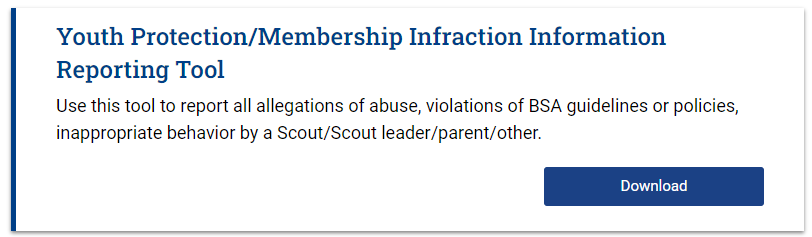 Youth Protection/Membership Infraction Information
Reporting Tool
Use this tool to report all allegations of abuse, violations of BSA guidelines or policies,
inappropriate behavior by a Scout/Scout leader/parent/other.
Download